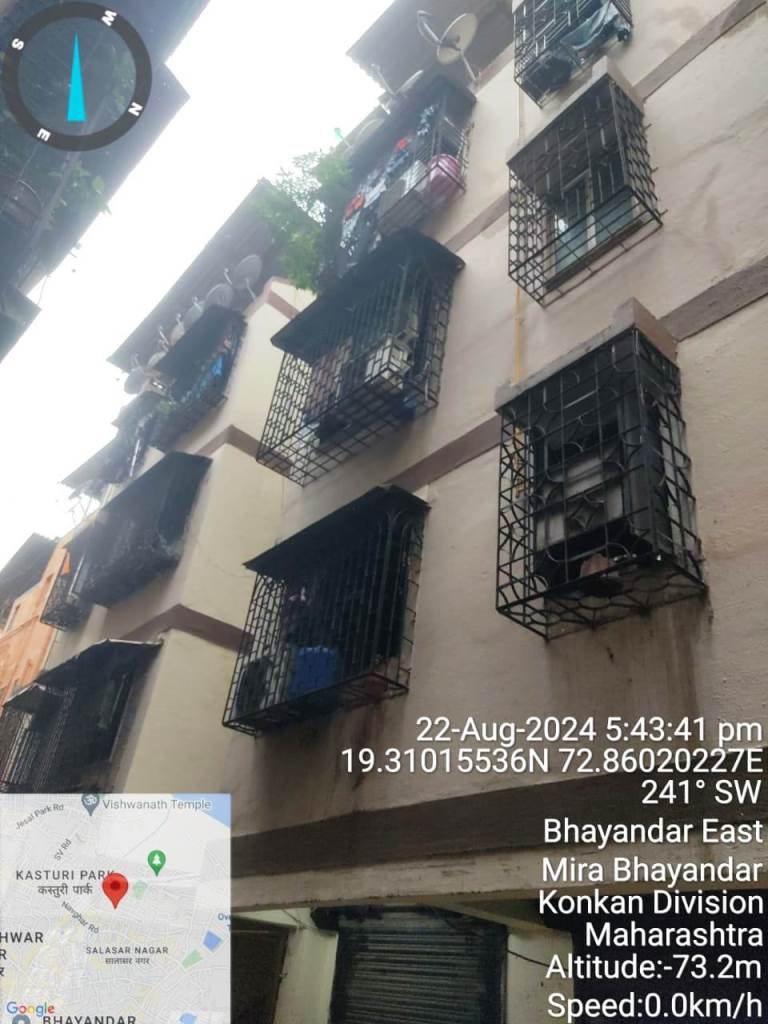 W
S
N
E
22-Aug-2024 5:43:41 pm
19.31015536N 72.86020227E
241° SW
Bhayandar East
Mira Bhayandar
Konkan Division
Maharashtra
Altitude:-73.2m
Speed:0.0km/h
Vishwanath Temple
Jesal Park Rd
SV Rd
KASTURI PARK
कस्तुरी पार्क
Navghar Rd
SALASAR NAGAR
सालासर नगर
HWAR
R
Google
BHAYANDAR